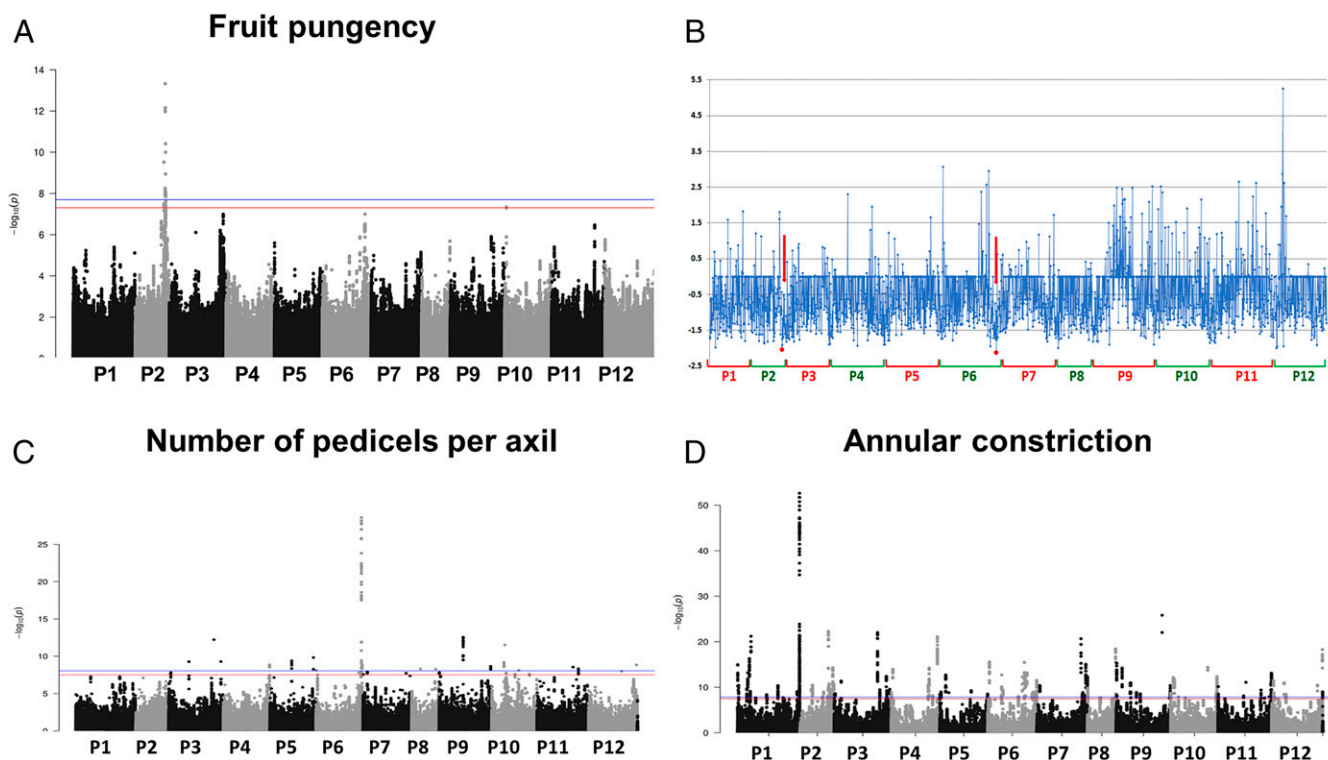 A
Fruit pungency
14
12
10
8
6
4
2
0
−log10(p)
P1 P2 P3 P4 P5 P6 P7 P8 P9 P10 P11 P12
B
5.5
4.5
3.5
2.5
1.5
0.5
-0.5
-1.5
-2.5
P1 P2 P3 P4 P5 P6 P7 P8 P9 P10 P11 P12
C
Number of pedicels per axil
25
20
15
10
5
0
−log10(p)
P1 P2 P3 P4 P5 P6 P7 P8 P9 P10 P11 P12
D
Annular constriction
50
40
30
20
10
0
−log10(p)
P1 P2 P3 P4 P5 P6 P7 P8 P9 P10 P11 P12